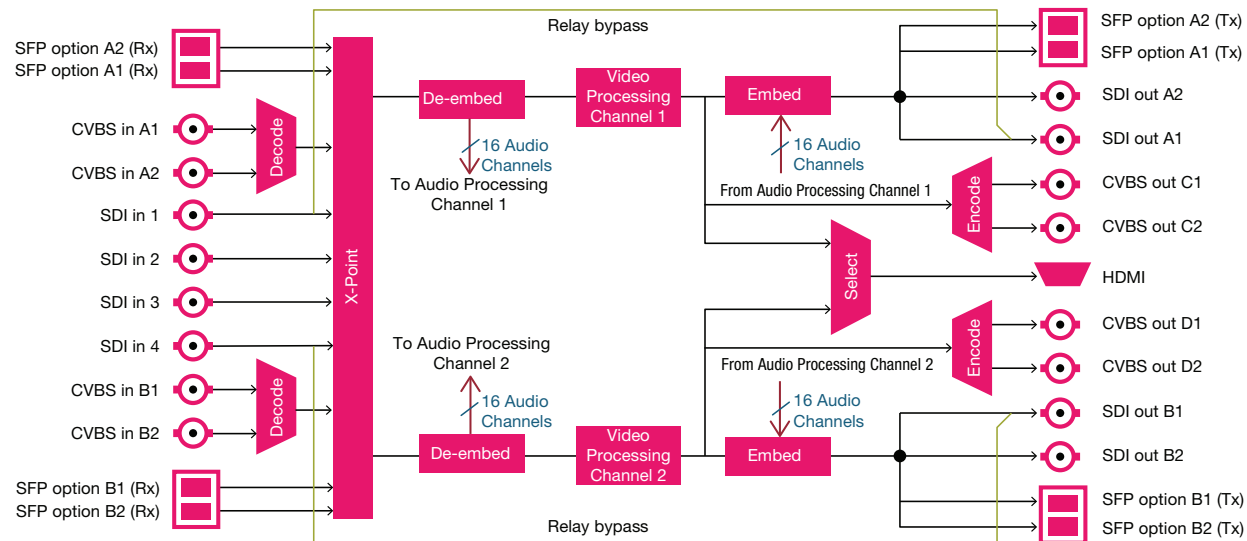 Relay bypass
SFP option A2 (Rx)
SFP option A1 (Rx)
CVBS in A1
CVBS in A2
Decode
SDI in 1
SDI in 2
SDI in 3
SDI in 4
CVBS in B1
CVBS in B2
Decode
SFP option B1 (Rx)
SFP option B2 (Rx)
X-Point
De-embed
16 Audio
Channels
To Audio Processing
Channel 1
Video
Processing
Channel 1
Embed
16 Audio
Channels
From Audio Processing Channel 1
Encode
Select
To Audio Processing
Channel 2
16 Audio
Channels
De-embed
Video
Processing
Channel 2
From Audio Processing Channel 2
16 Audio
Channels
Embed
Encode
SFP option A2 (Tx)
SFP option A1 (Tx)
SDI out A2
SDI out A1
CVBS out C1
CVBS out C2
HDMI
CVBS out D1
CVBS out D2
SDI out B1
SDI out B2
SFP option B1 (Tx)
SFP option B2 (Tx)
Relay bypass